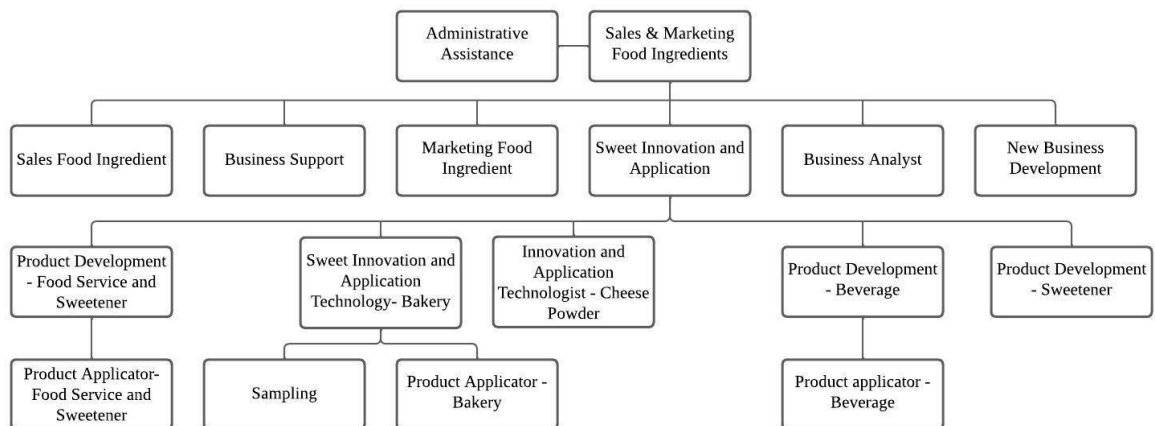 Administrative
Assistance
Sales & Marketing
Food Ingredients
Sales Food Ingredient
Business Support
Marketing Food
Ingredient
Sweet Innovation and
Application
Business Analyst
New Business
Development
Product Development
- Food Service and
Sweetener
Sweet Innovation and
Application
Technology- Bakery
Innovation and
Application
Technologist - Cheese
Powder
Product Development
- Beverage
Product Development
- Sweetener
Product Applicator-
Food Service and
Sweetener
Sampling
Product Applicator -
Bakery
Product applicator -
Beverage